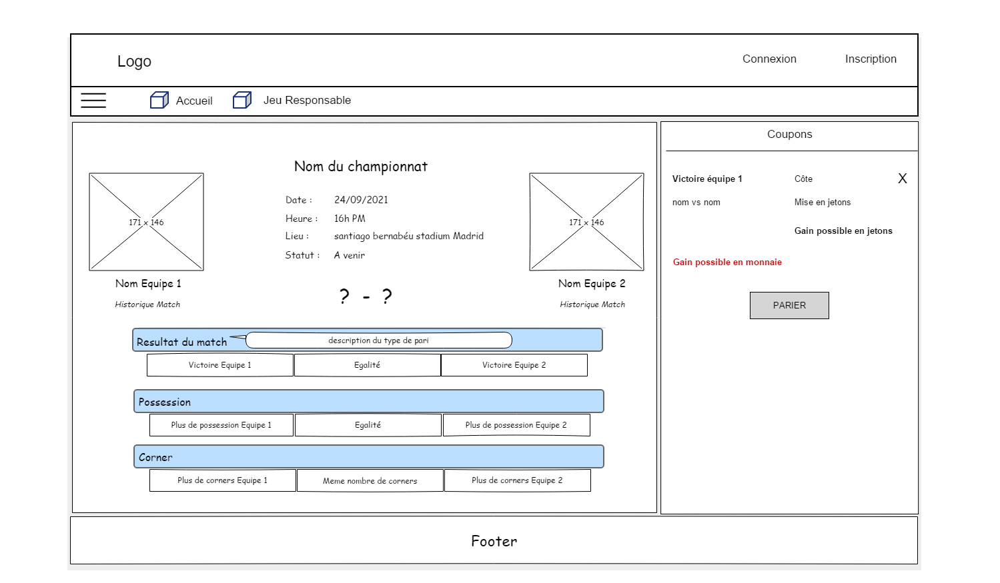 Logo
Connexion
Inscription
Accueil
Jeu Responsable
Nom du championnat
171 x 146
Date : 24/09/2021
Heure : 16h PM
Lieu : santiago bernabéu stadium Madrid
Statut : A venir
171 x 146
Nom Equipe 1
Historique Match
? - ?
Nom Equipe 2
Historique Match
Resultat du match
description du type de pari
Victoire Equipe 1
Egalité
Victoire Equipe 2
Possession
Plus de possession Equipe 1
Egalité
Plus de possession Equipe 2
Corner
Plus de corners Equipe 1
Meme nombre de corners
Plus de corners Equipe 2
Coupons
Victoire équipe 1
Côte
X
nom vs nom
Mise en jetons
Gain possible en jetons
Gain possible en monnaie
PARIER
Footer